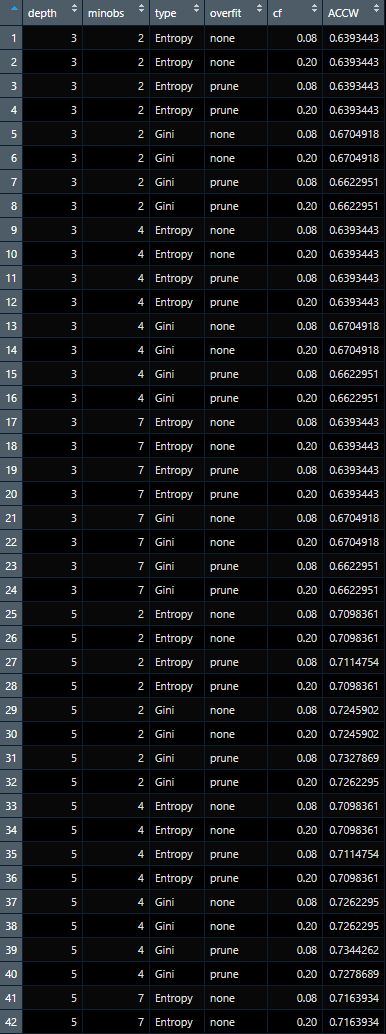 depth minobs type overfit cf ACCW
1 3 2 Entropy none 0.08 0.6393443
2 3 2 Entropy none 0.20 0.6393443
3 3 2 Entropy prune 0.08 0.6393443
4 3 2 Entropy prune 0.20 0.6393443
5 3 2 Gini none 0.08 0.6704918
6 3 2 Gini none 0.20 0.6704918
7 3 2 Gini prune 0.08 0.6622951
8 3 2 Gini prune 0.20 0.6622951
9 3 4 Entropy none 0.08 0.6393443
10 3 4 Entropy none 0.20 0.6393443
11 3 4 Entropy prune 0.08 0.6393443
12 3 4 Entropy prune 0.20 0.6393443
13 3 4 Gini none 0.08 0.6704918
14 3 4 Gini none 0.20 0.6704918
15 3 4 Gini prune 0.08 0.6622951
16 3 4 Gini prune 0.20 0.6622951
17 3 7 Entropy none 0.08 0.6393443
18 3 7 Entropy none 0.20 0.6393443
19 3 7 Entropy prune 0.08 0.6393443
20 3 7 Entropy prune 0.20 0.6393443
21 3 7 Gini none 0.08 0.6704918
22 3 7 Gini none 0.20 0.6704918
23 3 7 Gini prune 0.08 0.6622951
24 3 7 Gini prune 0.20 0.6622951
25 5 2 Entropy none 0.08 0.7098361
26 5 2 Entropy none 0.20 0.7098361
27 5 2 Entropy prune 0.08 0.7114754
28 5 2 Entropy prune 0.20 0.7098361
29 5 2 Gini none 0.08 0.7245902
30 5 2 Gini none 0.20 0.7245902
31 5 2 Gini prune 0.08 0.7327869
32 5 2 Gini prune 0.20 0.7262295
33 5 4 Entropy none 0.08 0.7098361
34 5 4 Entropy none 0.20 0.7098361
35 5 4 Entropy prune 0.08 0.7114754
36 5 4 Entropy prune 0.20 0.7098361
37 5 4 Gini none 0.08 0.7262295
38 5 4 Gini none 0.20 0.7262295
39 5 4 Gini prune 0.08 0.7344262
40 5 4 Gini prune 0.20 0.7278689
41 5 7 Entropy none 0.08 0.7163934
42 5 7 Entropy none 0.20 0.7163934